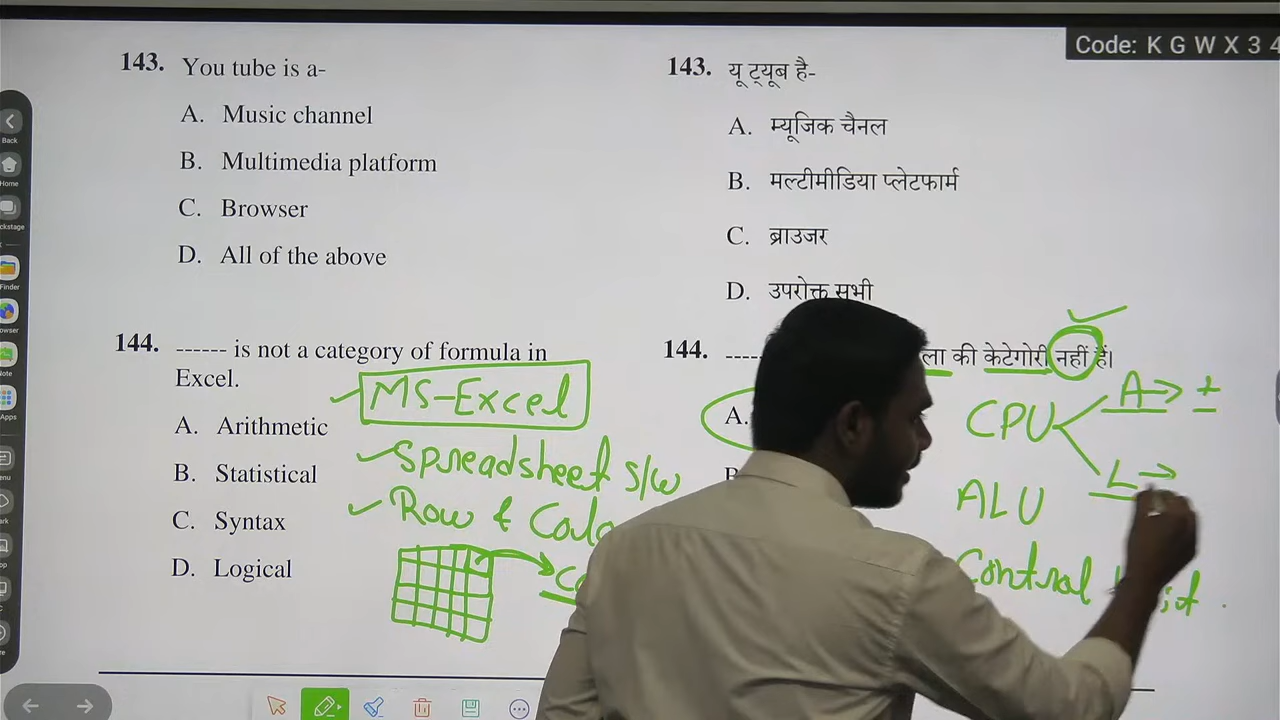 Code: K G W X 3 4
143. You tube is a-
A. Music channel
B. Multimedia platform
C. Browser
D. All of the above
144. ------ is not a category of formula in
Excel.
A. Arithmetic
B. Statistical
C. Syntax
D. Logical
MS-Excel
Spreadsheet s/w
Row &
143. यू ट्यूब है-
A. म्यूजिक चैनल
B. मल्टीमीडिया प्लेटफार्म
C. ब्राउजर
D. उपरोक्त सभी
144. की केटेगोरी नहीं हैं।
A.
CPU A → ±
L →
ALU
Control
Back
Home